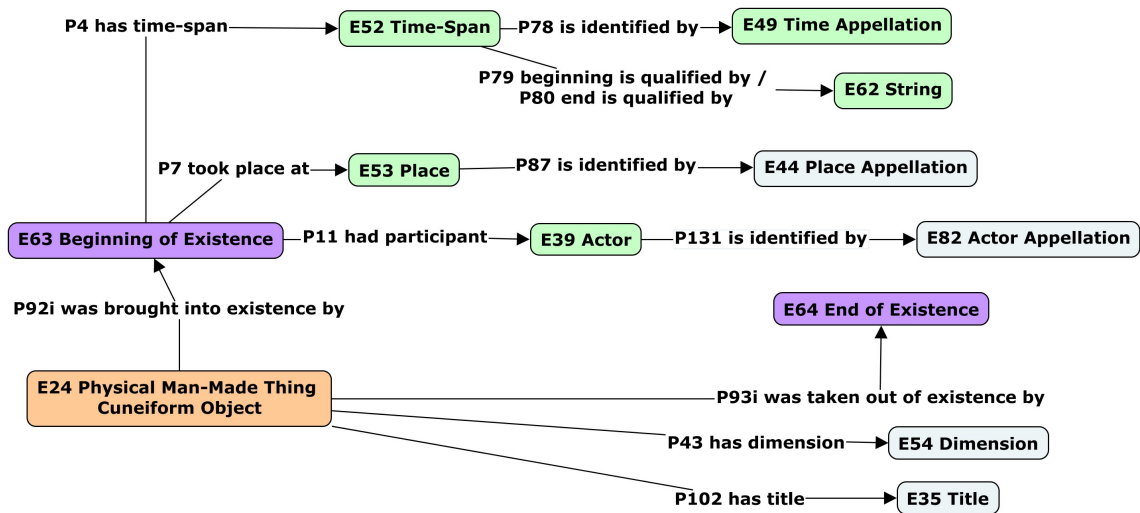 P4 has time-span
E52 Time-Span
P78 is identified by
E49 Time Appellation
P79 beginning is qualified by /
P80 end is qualified by
E62 String
P7 took place at
E53 Place
P87 is identified by
E44 Place Appellation
E63 Beginning of Existence
P11 had participant
E39 Actor
P131 is identified by
E82 Actor Appellation
P92i was brought into existence by
E64 End of Existence
E24 Physical Man-Made Thing
Cuneiform Object
P93i was taken out of existence by
P43 has dimension
E54 Dimension
P102 has title
E35 Title